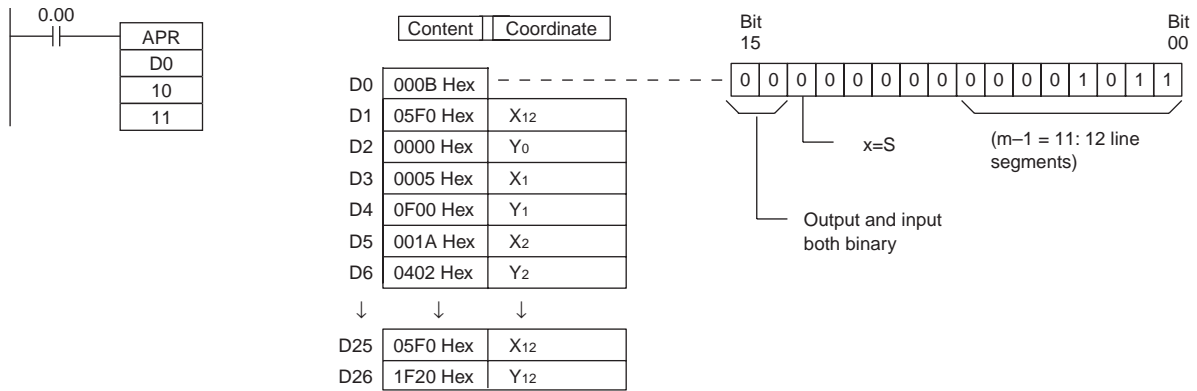 0.00
APR
D0
10
11
Content Coordinate
D0 000B Hex
D1 05F0 Hex X12
D2 0000 Hex Y0
D3 0005 Hex X1
D4 0F00 Hex Y1
D5 001A Hex X2
D6 0402 Hex Y2
↓ ↓ ↓
D25 05F0 Hex X12
D26 1F20 Hex Y12
Bit Bit
15 00
0 0 0 0 0 0 0 0 0 0 0 0 1 0 1 1
x=S
(m–1 = 11: 12 line
segments)
Output and input
both binary